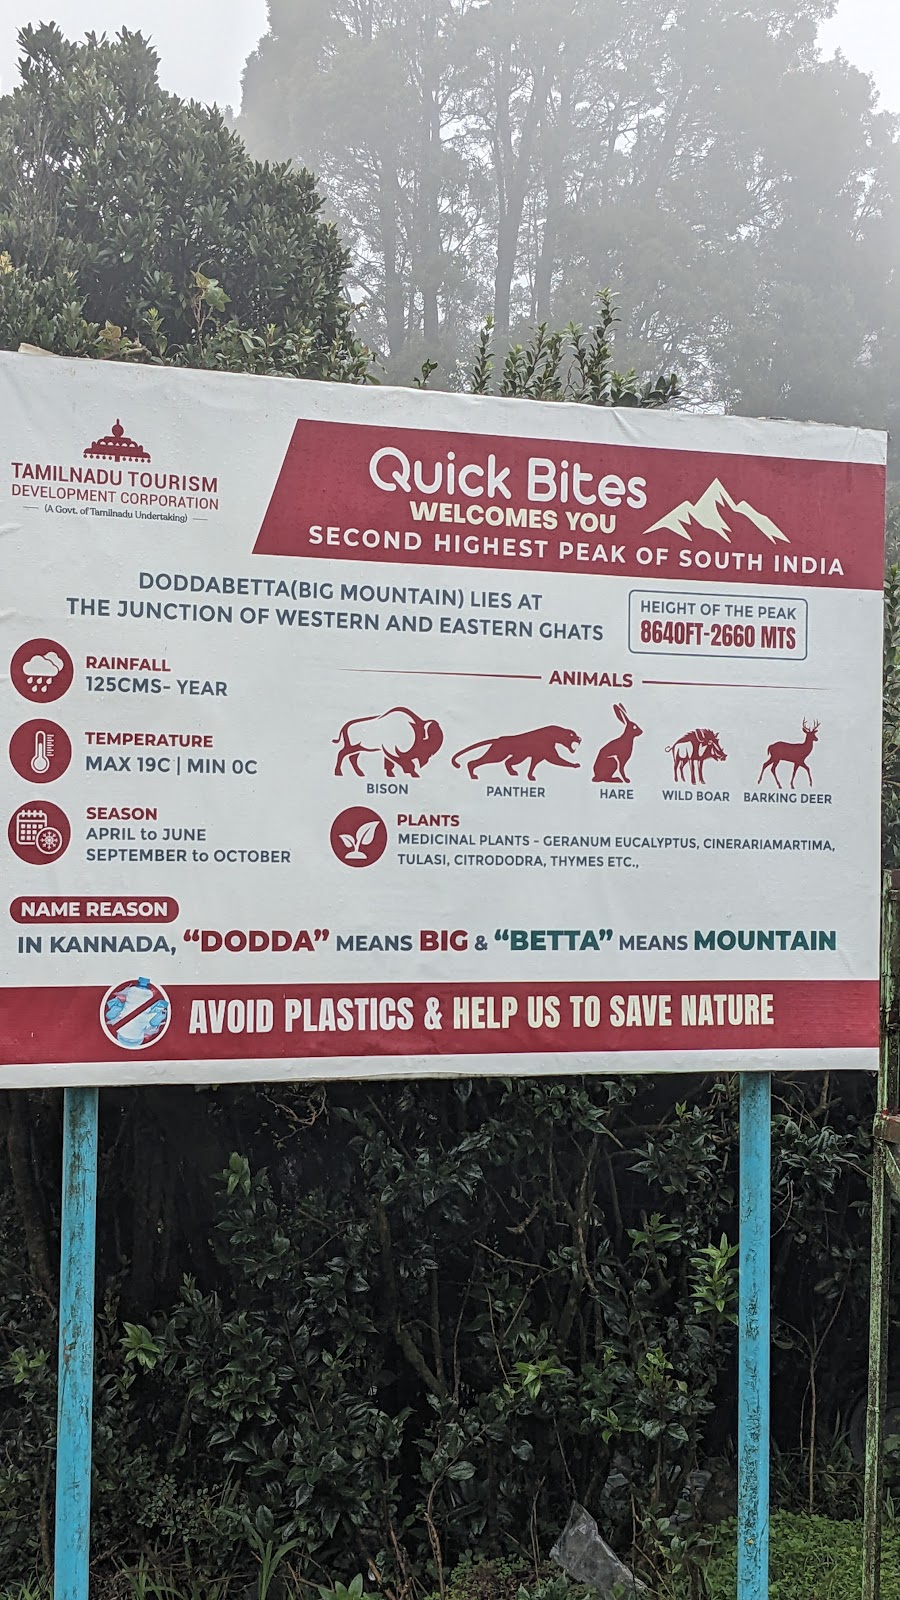 TAMILNADU TOURISM
DEVELOPMENT CORPORATION
(A Govt. of Tamilnadu Undertaking)
Quick Bites
WELCOMES YOU
SECOND HIGHEST PEAK OF SOUTH INDIA
DODDABETTA(BIG MOUNTAIN) LIES AT
THE JUNCTION OF WESTERN AND EASTERN GHATS
HEIGHT OF THE PEAK
8640FT-2660 MTS
RAINFALL
125CMS- YEAR
TEMPERATURE
MAX 19C | MIN 0C
SEASON
APRIL to JUNE
SEPTEMBER to OCTOBER
ANIMALS
BISON
PANTHER
HARE
WILD BOAR
BARKING DEER
PLANTS
MEDICINAL PLANTS - GERANUM EUCALYPTUS, CINERARIAMARTIMA,
TULASI, CITRODODRA, THYMES ETC.,
NAME REASON
IN KANNADA, “DODDA” MEANS BIG & “BETTA” MEANS MOUNTAIN
AVOID PLASTICS & HELP US TO SAVE NATURE